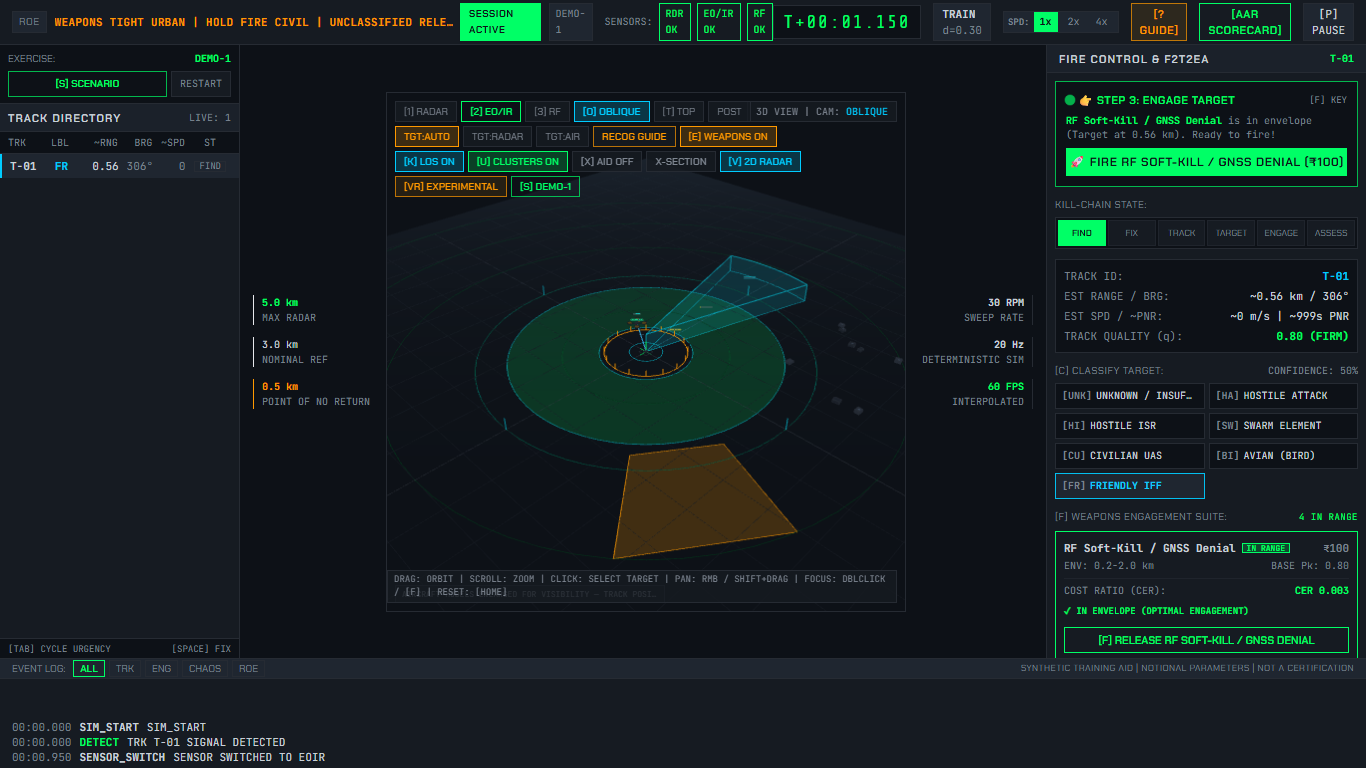 ROE
WEAPONS TIGHT URBAN | HOLD FIRE CIVIL | UNCLASSIFIED RELE…
SESSION
ACTIVE
DEMO-
1
SENSORS:
RDR
OK
EO/IR
OK
RF
OK
T+00:01.150
TRAIN
d=0.30
SPD: 1x 2x 4x
[?
GUIDE]
[AAR
SCORECARD]
[P]
PAUSE
EXERCISE: DEMO-1
[S] SCENARIO RESTART
TRACK DIRECTORY LIVE: 1
TRK LBL ~RNG BRG ~SPD ST
T-01 FR 0.56 306° 0 FIND
[TAB] CYCLE URGENCY [SPACE] FIX
[1] RADAR [2] EO/IR [3] RF [O] OBLIQUE [T] TOP POST 3D VIEW | CAM: OBLIQUE
TGT:AUTO TGT:RADAR TGT:AIR RECOG GUIDE [E] WEAPONS ON
[K] LOS ON [U] CLUSTERS ON [X] AID OFF X-SECTION [V] 2D RADAR
[VR] EXPERIMENTAL [S] DEMO-1
5.0 km
MAX RADAR
3.0 km
NOMINAL REF
0.5 km
POINT OF NO RETURN
30 RPM
SWEEP RATE
20 Hz
DETERMINISTIC SIM
60 FPS
INTERPOLATED
DRAG: ORBIT | SCROLL: ZOOM | CLICK: SELECT TARGET | PAN: RMB / SHIFT+DRAG | FOCUS: DBLCLICK
/ [F] | RESET: [HOME]
FIRE CONTROL & F2T2EA T-01
👉 STEP 3: ENGAGE TARGET [F] KEY
RF Soft-Kill / GNSS Denial is in envelope
(Target at 0.56 km). Ready to fire!
🚀 FIRE RF SOFT-KILL / GNSS DENIAL (₹100)
KILL-CHAIN STATE:
FIND FIX TRACK TARGET ENGAGE ASSESS
TRACK ID: T-01
EST RANGE / BRG: ~0.56 km / 306°
EST SPD / ~PNR: ~0 m/s | ~999s PNR
TRACK QUALITY (q): 0.80 (FIRM)
[C] CLASSIFY TARGET: CONFIDENCE: 50%
[UNK] UNKNOWN / INSUF… [HA] HOSTILE ATTACK
[HI] HOSTILE ISR [SW] SWARM ELEMENT
[CU] CIVILIAN UAS [BI] AVIAN (BIRD)
[FR] FRIENDLY IFF
[F] WEAPONS ENGAGEMENT SUITE: 4 IN RANGE
RF Soft-Kill / GNSS Denial IN RANGE ₹100
ENV: 0.2-2.0 km BASE Pk: 0.80
COST RATIO (CER): CER 0.003
✓ IN ENVELOPE (OPTIMAL ENGAGEMENT)
[F] RELEASE RF SOFT-KILL / GNSS DENIAL
EVENT LOG: ALL TRK ENG CHAOS ROE
SYNTHETIC TRAINING AID | NOTIONAL PARAMETERS | NOT A CERTIFICATION
00:00.000 SIM_START SIM_START
00:00.000 DETECT TRK T-01 SIGNAL DETECTED
00:00.950 SENSOR_SWITCH SENSOR SWITCHED TO EOIR